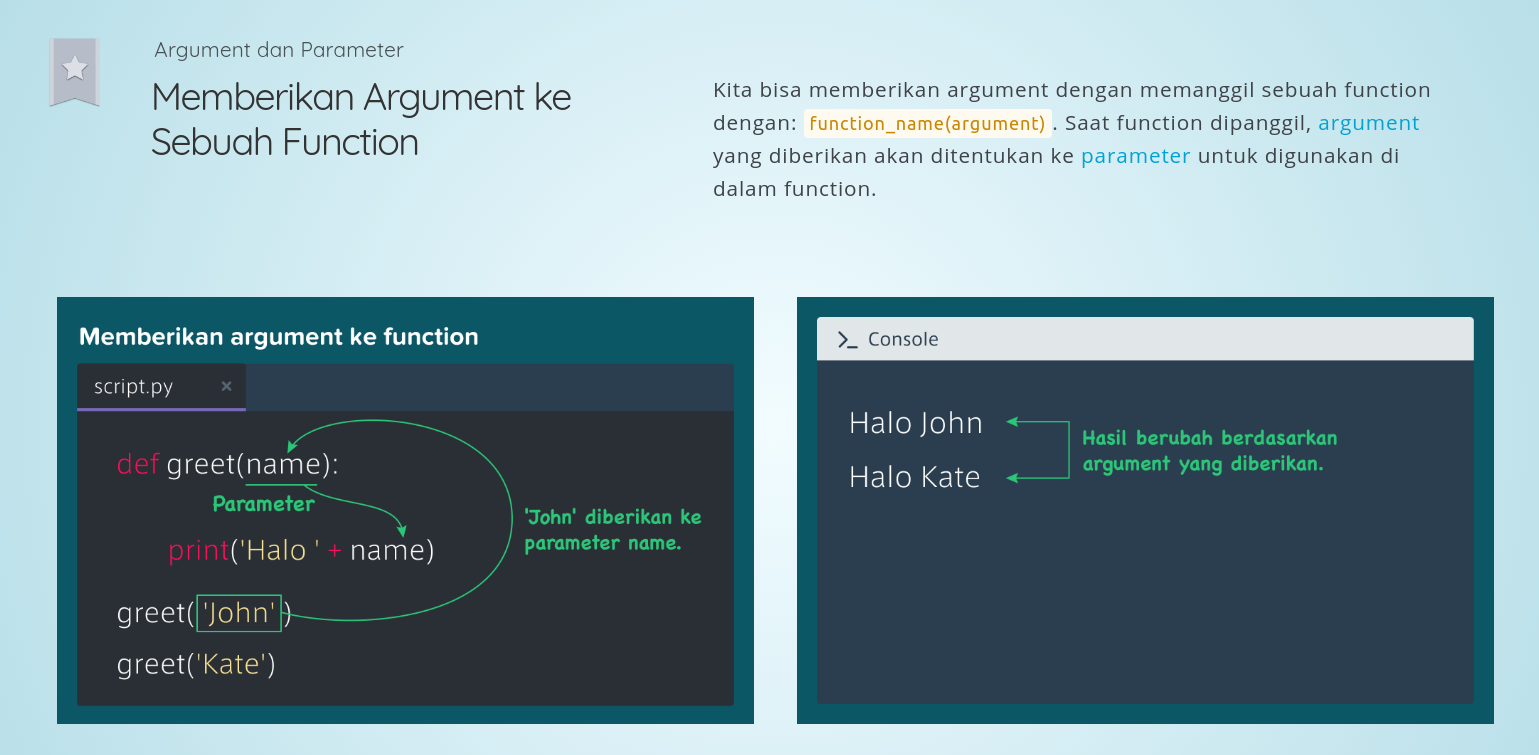 Argument dan Parameter
Memberikan Argument ke
Sebuah Function
Kita bisa memberikan argument dengan memanggil sebuah function
dengan: function_name(argument). Saat function dipanggil, argument
yang diberikan akan ditentukan ke parameter untuk digunakan di
dalam function.
Memberikan argument ke function
script.py ×
def greet(name):
Parameter
print('Halo ' + name)
'John' diberikan ke
parameter name.
greet('John')
greet('Kate')
Console
Halo John
Halo Kate
Hasil berubah berdasarkan
argument yang diberikan.